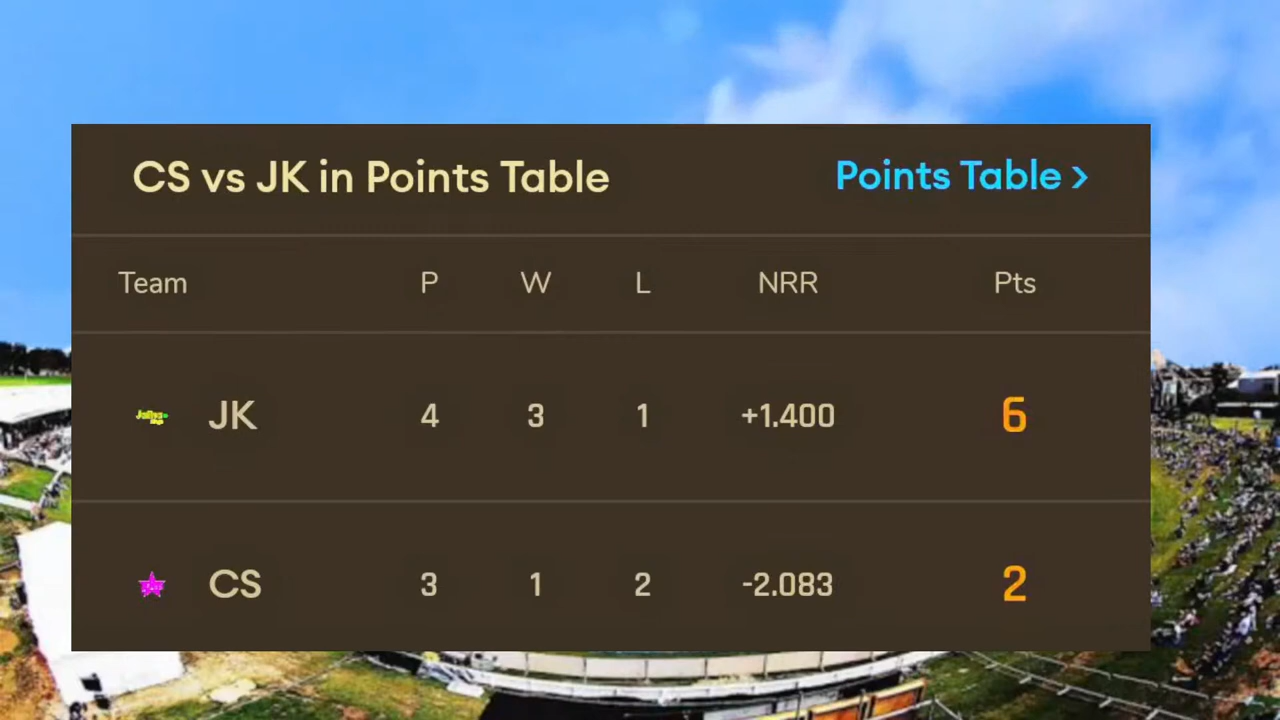 CS vs JK in Points Table Points Table >
Team P W L NRR Pts
JK 4 3 1 +1.400 6
CS 3 1 2 -2.083 2